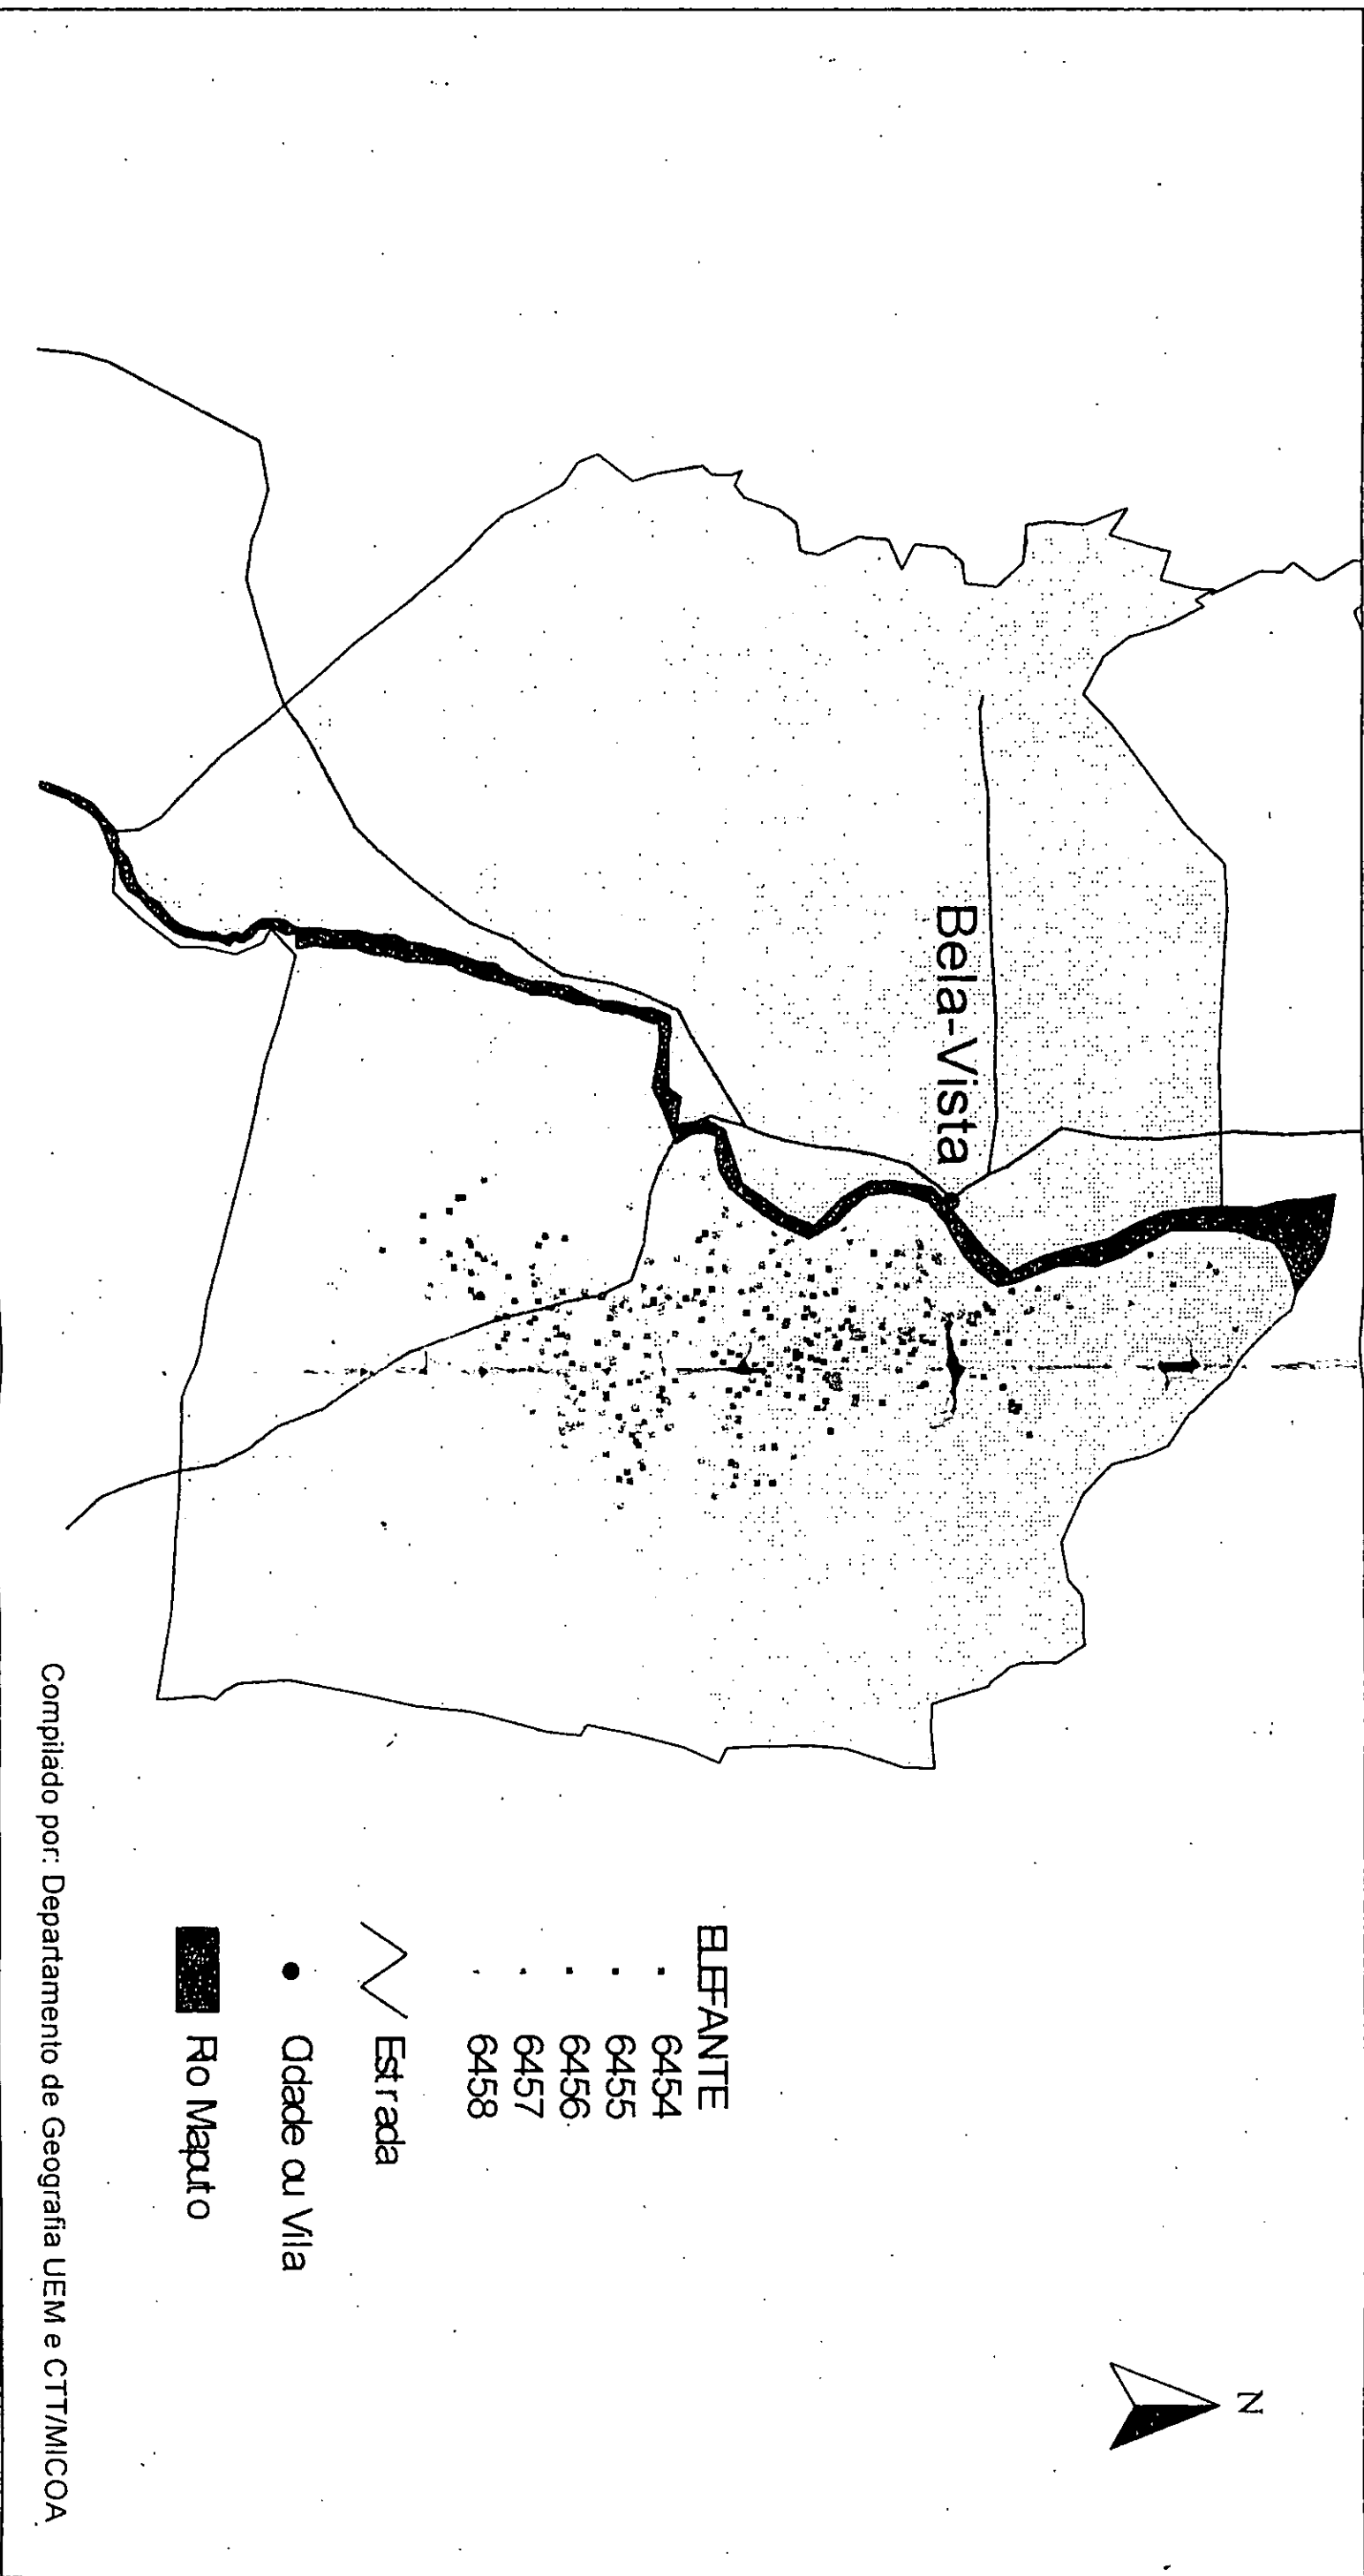 N
Bela-Vista
ELEFANTE
6454
6455
6456
6457
6458
Estrada
Cidade ou Vila
Rio Maputo
Compilado por: Departamento de Geografia UEM e CTT/MICOA